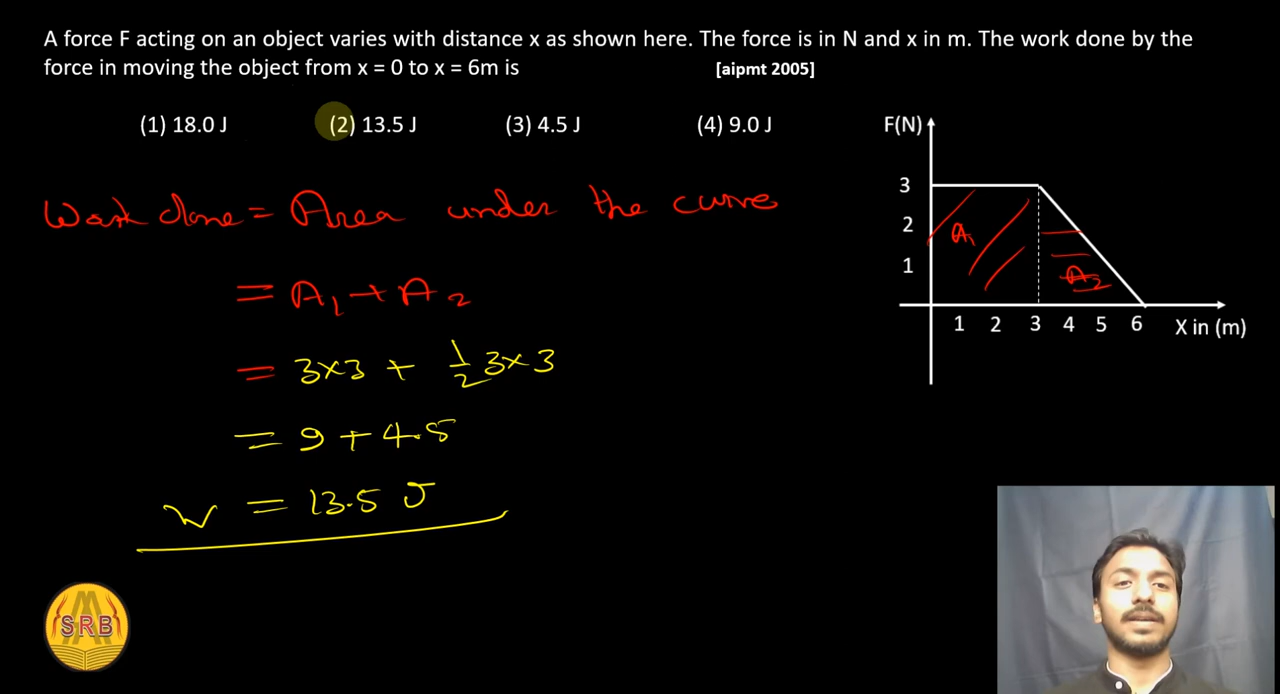 A force F acting on an object varies with distance x as shown here. The force is in N and x in m. The work done by the
force in moving the object from x = 0 to x = 6m is [aipmt 2005]
(1) 18.0 J (2) 13.5 J (3) 4.5 J (4) 9.0 J
Work done = Area under the curve
= A₁ + A₂
= 3×3 + 1/2 3×3
= 9 + 4.5
W = 13.5 J
F(N)
3
2
1
A₁
A₂
1 2 3 4 5 6 X in (m)
SRB